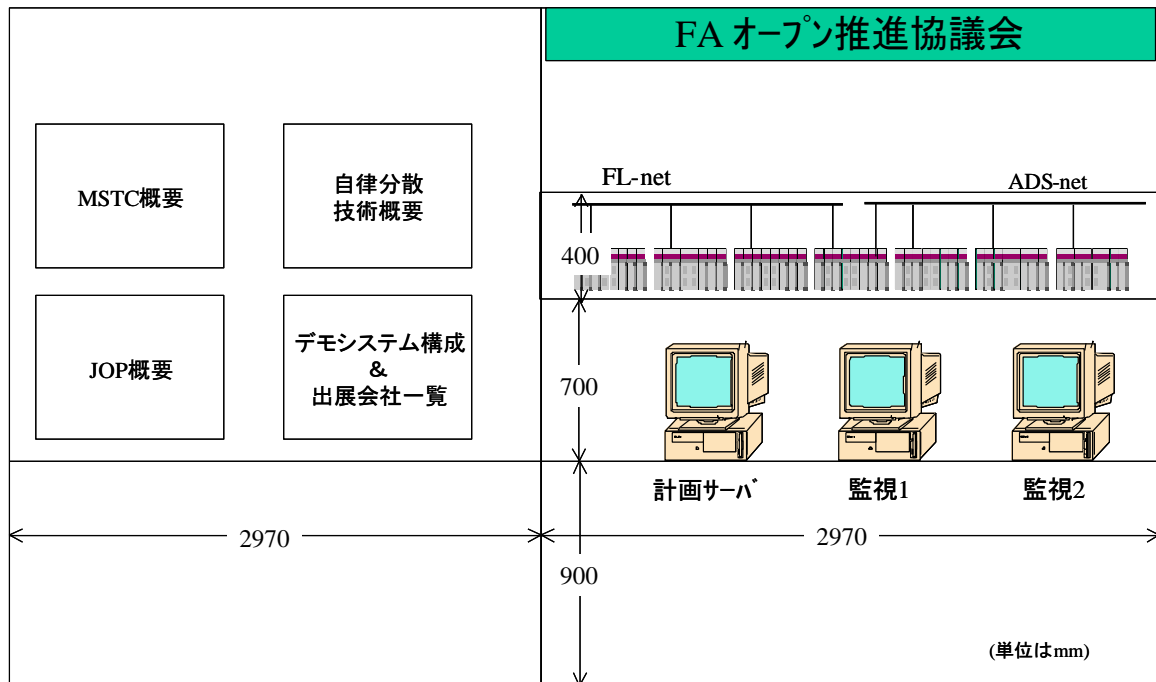 FA オープン推進協議会
MSTC概要
自律分散
技術概要
JOP概要
デモシステム構成
&
出展会社一覧
FL-net
ADS-net
400
700
計画サーバ
監視1
監視2
2970
2970
900
(単位はmm)